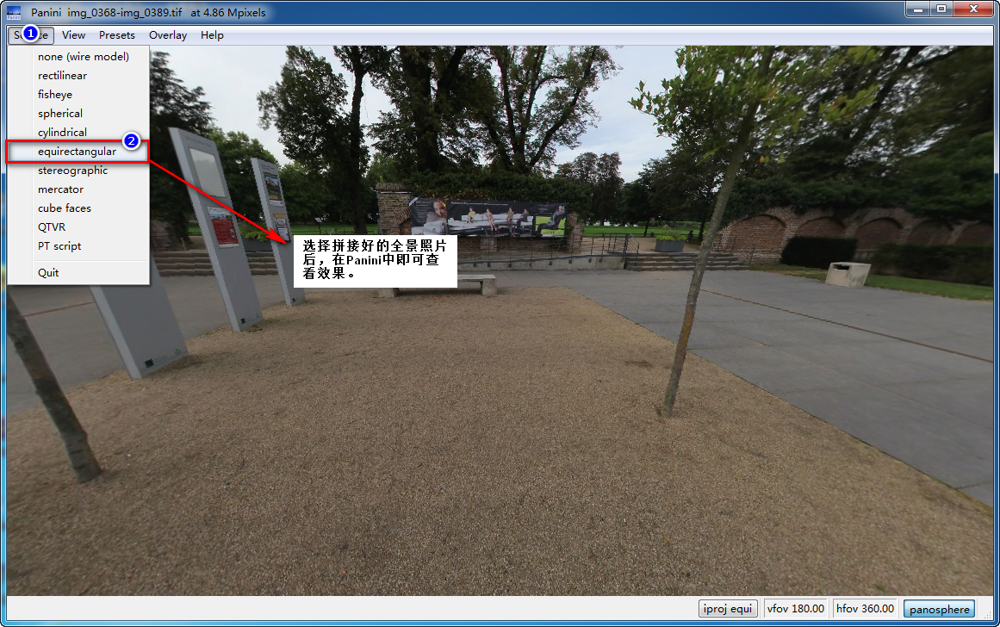 Panini img_0368-img_0389.tif at 4.86 Mpixels
1
View Presets Overlay Help
none (wire model)
rectilinear
fisheye
spherical
cylindrical
2
equirectangular
stereographic
mercator
cube faces
QTVR
PT script
Quit
选择拼接好的全景照片
后，在Panini中即可查
看效果。
iproj equi vfov 180.00 hfov 360.00 panosphere